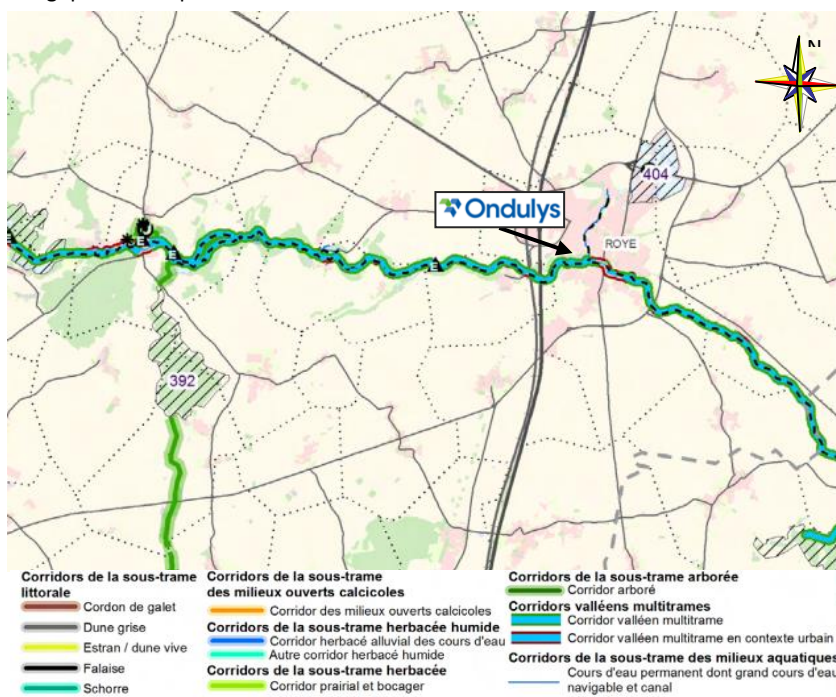 N
404
Ondulys
ROYE
E
E
E
E
392
Corridors de la sous-trame
littorale
Cordon de galet
Dune grise
Estran / dune vive
Falaise
Schorre
Corridors de la sous-trame
des milieux ouverts calcicoles
Corridor des milieux ouverts calcicoles
Corridors de la sous-trame herbacée humide
Corridor herbacé alluvial des cours d'eau
Autre corridor herbacé humide
Corridors de la sous-trame herbacée
Corridor prairial et bocager
Corridors de la sous-trame arborée
Corridor arboré
Corridors valléens multitrames
Corridor valléen multitrame
Corridor valléen multitrame en contexte urbain
Corridors de la sous-trame des milieux aquatiques
Cours d'eau permanent dont grand cours d'eau
navigable et canal